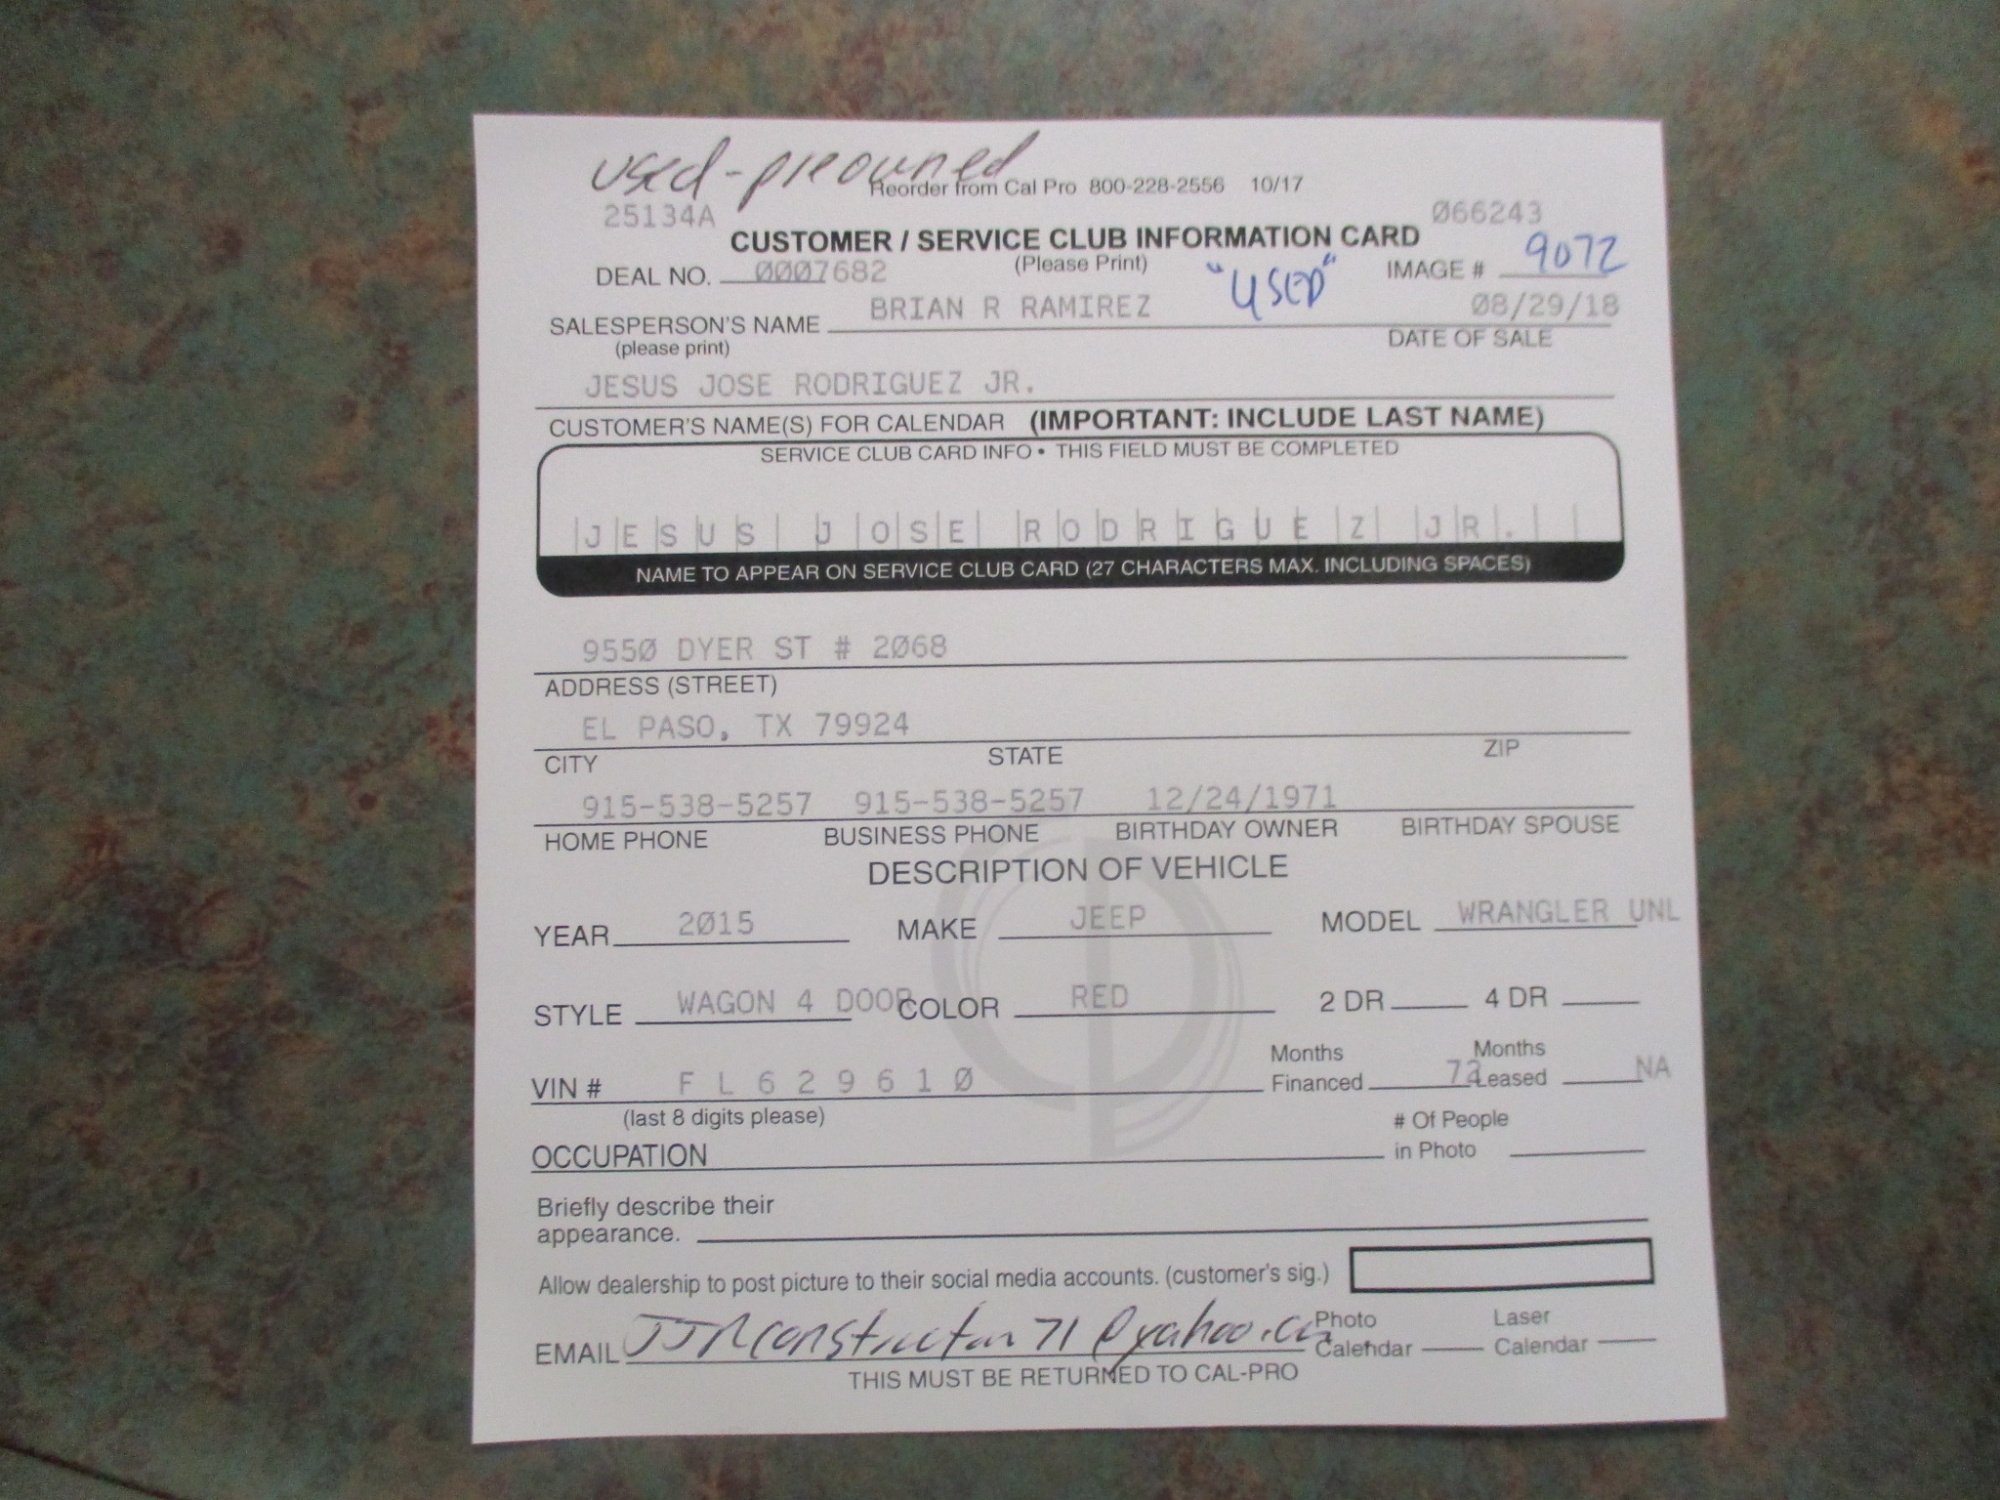 used-preowned
Reorder from Cal Pro 800-228-2556 10/17
25134A 066243
CUSTOMER / SERVICE CLUB INFORMATION CARD
DEAL NO. 0007682 (Please Print) "USED" IMAGE # 9072
SALESPERSON'S NAME BRIAN R RAMIREZ 08/29/18
(please print) DATE OF SALE
JESUS JOSE RODRIGUEZ JR.
CUSTOMER'S NAME(S) FOR CALENDAR (IMPORTANT: INCLUDE LAST NAME)
SERVICE CLUB CARD INFO • THIS FIELD MUST BE COMPLETED
JESUS JOSE RODRIGUEZ JR.
NAME TO APPEAR ON SERVICE CLUB CARD (27 CHARACTERS MAX. INCLUDING SPACES)
9550 DYER ST # 2068
ADDRESS (STREET)
EL PASO, TX 79924
CITY STATE ZIP
915-538-5257 915-538-5257 12/24/1971
HOME PHONE BUSINESS PHONE BIRTHDAY OWNER BIRTHDAY SPOUSE
DESCRIPTION OF VEHICLE
YEAR 2015 MAKE JEEP MODEL WRANGLER UNL
STYLE WAGON 4 DOOR COLOR RED 2 DR 4 DR
VIN # F L 6 2 9 6 1 0 Months Financed 72 Months Leased NA
(last 8 digits please) # Of People
OCCUPATION in Photo
Briefly describe their
appearance.
Allow dealership to post picture to their social media accounts. (customer's sig.)
EMAIL Photo Calendar Laser Calendar
THIS MUST BE RETURNED TO CAL-PRO